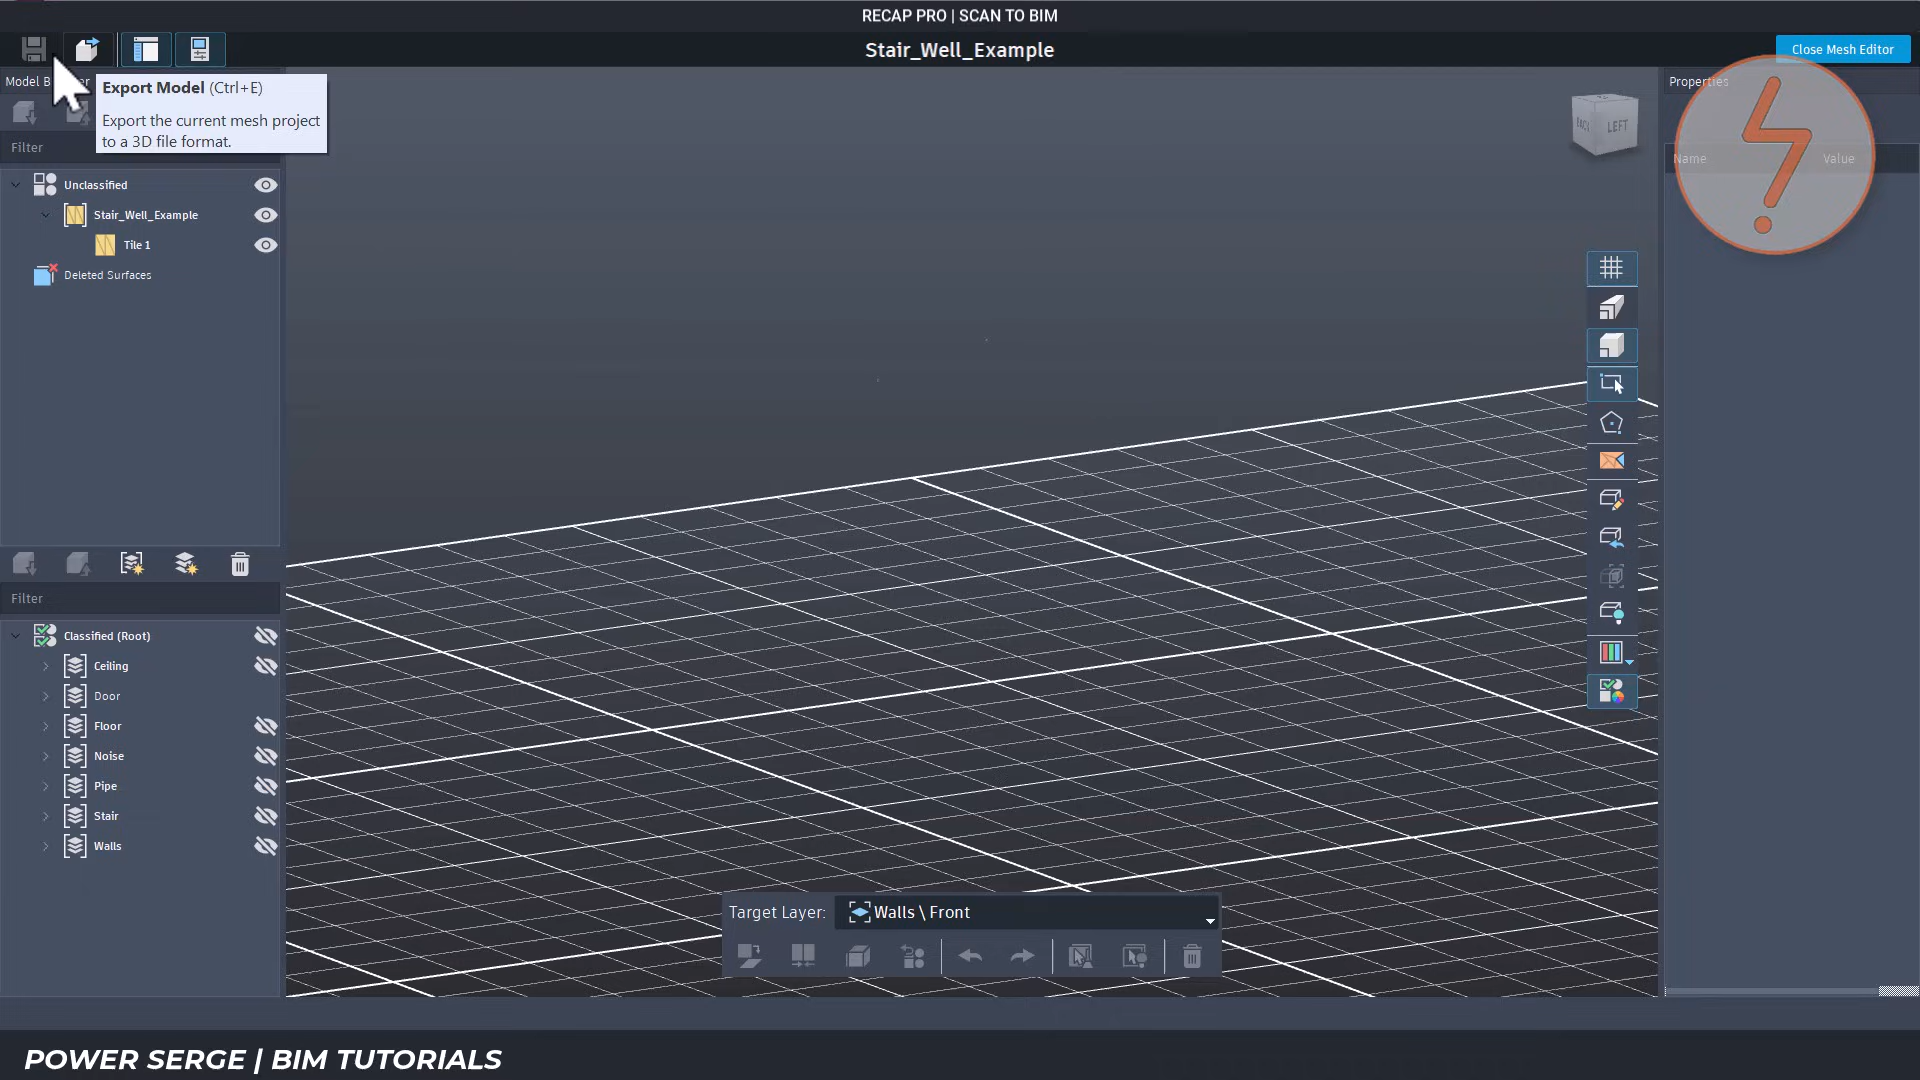 RECAP PRO | SCAN TO BIM
Stair_Well_Example
Close Mesh Editor
Model B
Export Model (Ctrl+E)
Export the current mesh project
to a 3D file format.
Filter
Unclassified
Stair_Well_Example
Tile 1
Deleted Surfaces
Filter
Classified (Root)
Ceiling
Door
Floor
Noise
Pipe
Stair
Walls
BACK
LEFT
Properties
Name
Value
Target Layer:
Walls \ Front
POWER SERGE | BIM TUTORIALS